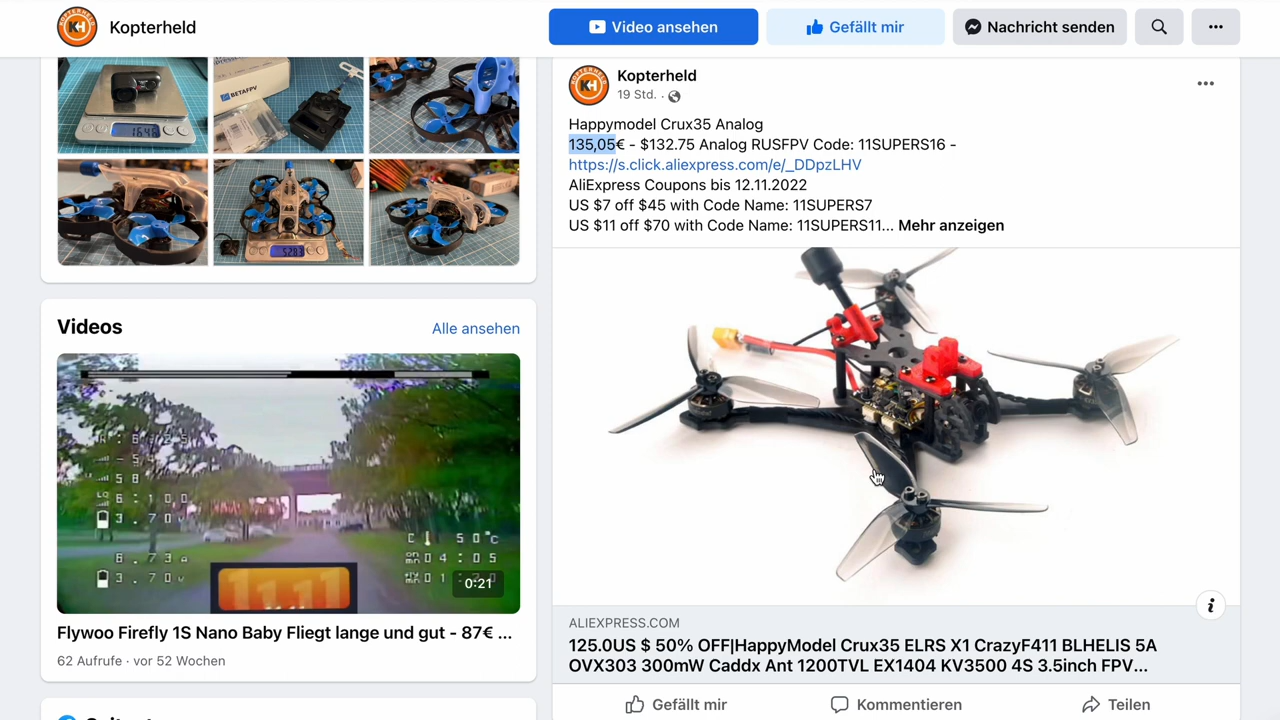 Kopterheld
Video ansehen
Gefällt mir
Nachricht senden
BETAFPV
Kopterheld
19 Std. ·
Happymodel Crux35 Analog
135,05€ - $132.75 Analog RUSFPV Code: 11SUPERS16 -
https://s.click.aliexpress.com/e/_DDpzLHV
AliExpress Coupons bis 12.11.2022
US $7 off $45 with Code Name: 11SUPERS7
US $11 off $70 with Code Name: 11SUPERS11... Mehr anzeigen
Videos
Alle ansehen
11.11
0:21
Flywoo Firefly 1S Nano Baby Fliegt lange und gut - 87€ ...
62 Aufrufe · vor 52 Wochen
ALIEXPRESS.COM
125.0US $ 50% OFF|HappyModel Crux35 ELRS X1 CrazyF411 BLHELIS 5A
OVX303 300mW Caddx Ant 1200TVL EX1404 KV3500 4S 3.5inch FPV...
Gefällt mir
Kommentieren
Teilen